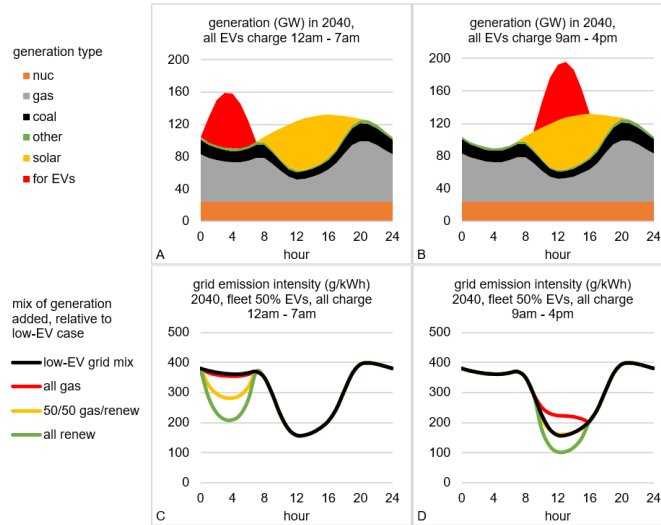 generation (GW) in 2040,
all EVs charge 12am - 7am
generation (GW) in 2040,
all EVs charge 9am - 4pm
generation type
nuc
gas
coal
other
solar
for EVs
200
160
120
80
40
0
0 4 8 12 16 20 24
A
hour
200
160
120
80
40
0
0 4 8 12 16 20 24
B
hour
mix of generation
added, relative to
low-EV case
low-EV grid mix
all gas
50/50 gas/renew
all renew
grid emission intensity (g/kWh)
2040, fleet 50% EVs, all charge
12am - 7am
500
400
300
200
100
0
0 4 8 12 16 20 24
C
hour
grid emission intensity (g/kWh)
2040, fleet 50% EVs, all charge
9am - 4pm
500
400
300
200
100
0
0 4 8 12 16 20 24
D
hour